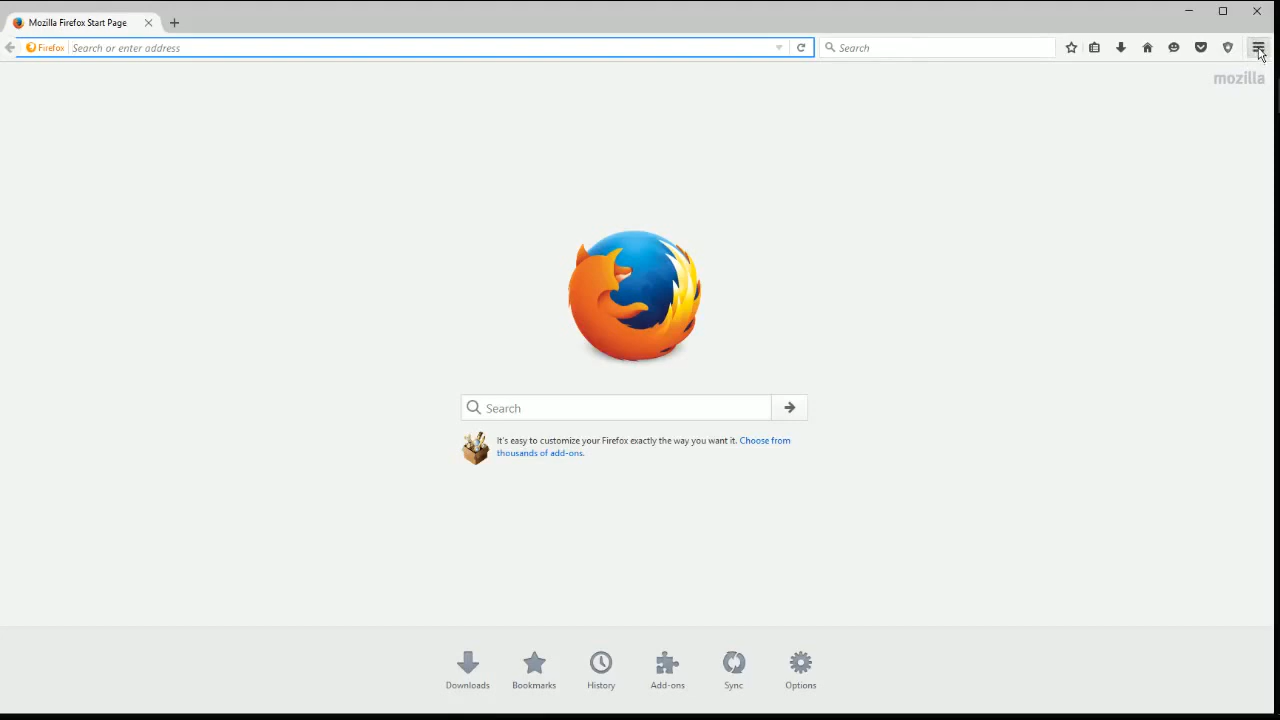 Mozilla Firefox Start Page
Firefox Search or enter address
Search
mozilla
Search
It's easy to customize your Firefox exactly the way you want it. Choose from
thousands of add-ons.
Downloads Bookmarks History Add-ons Sync Options